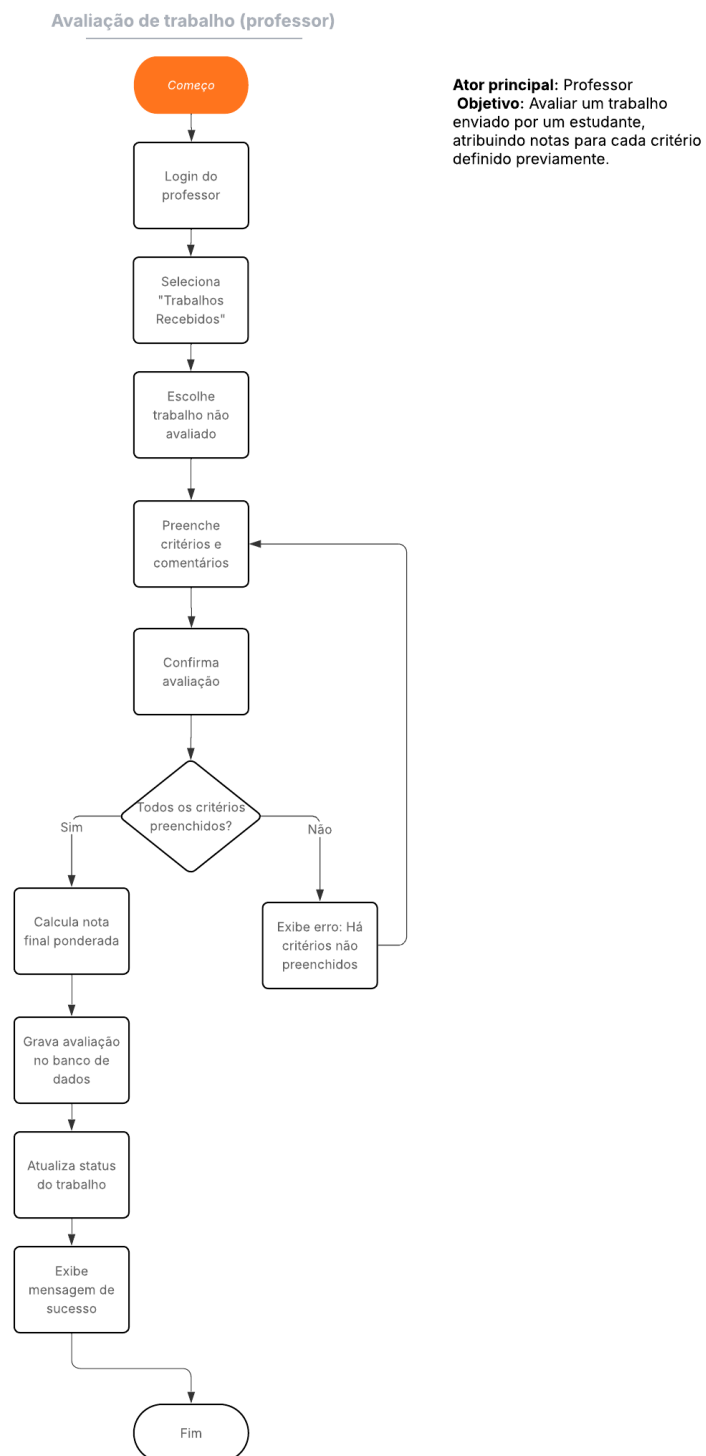 Avaliação de trabalho (professor)
Começo
Ator principal: Professor
Objetivo: Avaliar um trabalho
enviado por um estudante,
atribuindo notas para cada critério
definido previamente.
Login do
professor
Seleciona
"Trabalhos
Recebidos"
Escolhe
trabalho não
avaliado
Preenche
critérios e
comentários
Confirma
avaliação
Todos os critérios
preenchidos?
Sim
Não
Calcula nota
final ponderada
Exibe erro: Há
critérios não
preenchidos
Grava avaliação
no banco de
dados
Atualiza status
do trabalho
Exibe
mensagem de
sucesso
Fim